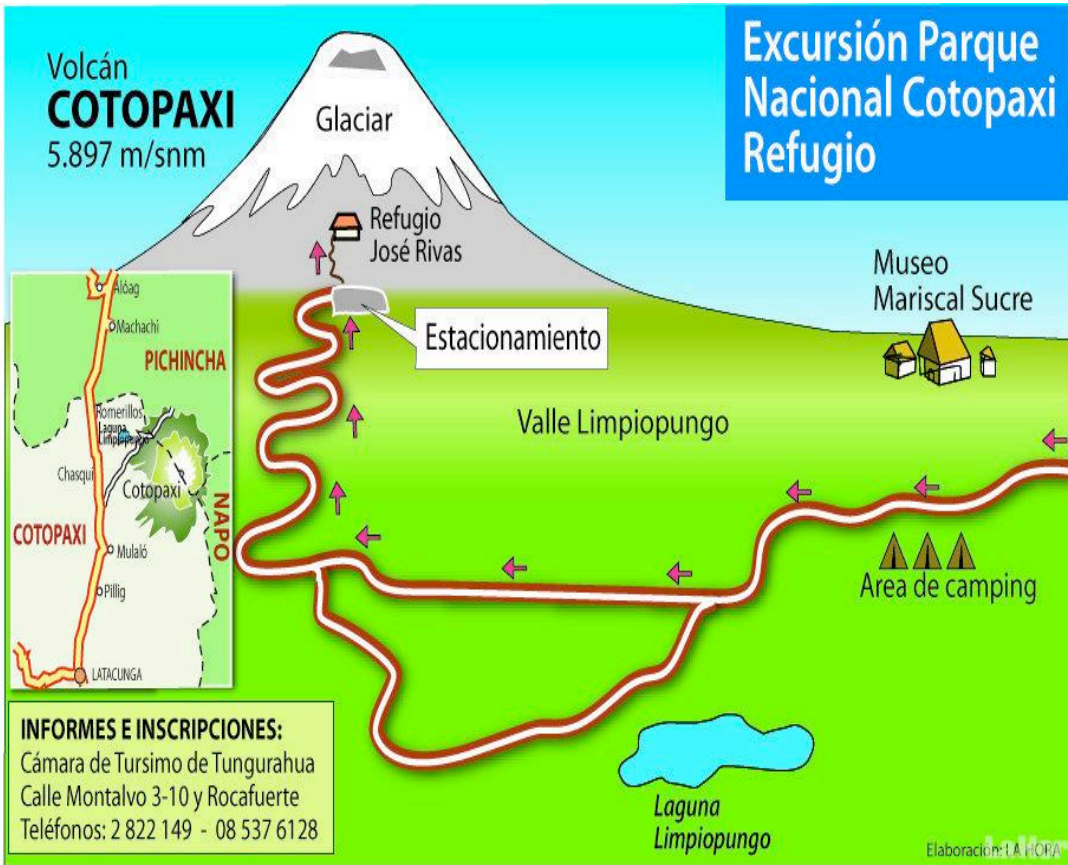 Volcán
COTOPAXI
5.897 m/snm
Glaciar
Excursión Parque
Nacional Cotopaxi
Refugio
Refugio
José Rivas
Museo
Mariscal Sucre
Estacionamiento
Valle Limpiopungo
Area de camping
Alóag
Machachi
PICHINCHA
Romerillos
Laguna
Limpiopungo
Chasqui
Cotopaxi
NAPO
COTOPAXI
Mulaló
Pillig
LATACUNGA
INFORMES E INSCRIPCIONES:
Cámara de Tursimo de Tungurahua
Calle Montalvo 3-10 y Rocafuerte
Teléfonos: 2 822 149 - 08 537 6128
Laguna
Limpiopungo
Elaboración: LA HORA